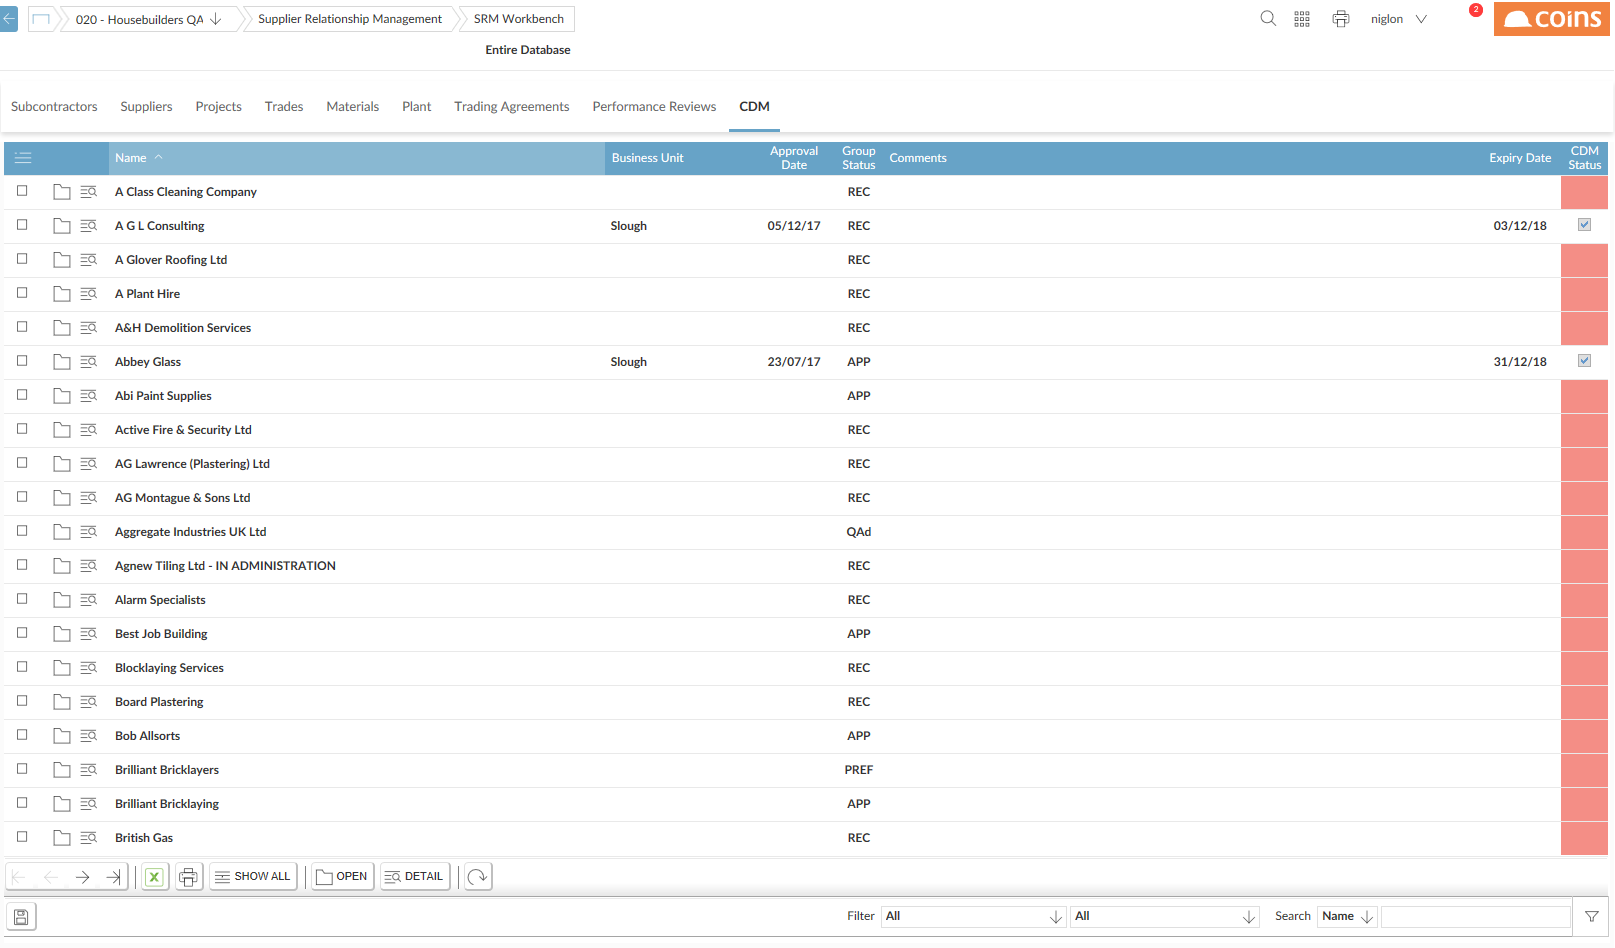 020 - Housebuilders QA Supplier Relationship Management SRM Workbench niglon 2 coins
Entire Database
Subcontractors Suppliers Projects Trades Materials Plant Trading Agreements Performance Reviews CDM
Name Business Unit Approval Date Group Status Comments Expiry Date CDM Status
A Class Cleaning Company REC
A G L Consulting Slough 05/12/17 REC 03/12/18
A Glover Roofing Ltd REC
A Plant Hire REC
A&H Demolition Services REC
Abbey Glass Slough 23/07/17 APP 31/12/18
Abi Paint Supplies APP
Active Fire & Security Ltd REC
AG Lawrence (Plastering) Ltd REC
AG Montague & Sons Ltd REC
Aggregate Industries UK Ltd QAd
Agnew Tiling Ltd - IN ADMINISTRATION REC
Alarm Specialists REC
Best Job Building APP
Blocklaying Services REC
Board Plastering REC
Bob Allsorts APP
Brilliant Bricklayers PREF
Brilliant Bricklaying APP
British Gas REC
SHOW ALL OPEN DETAIL
Filter All All Search Name